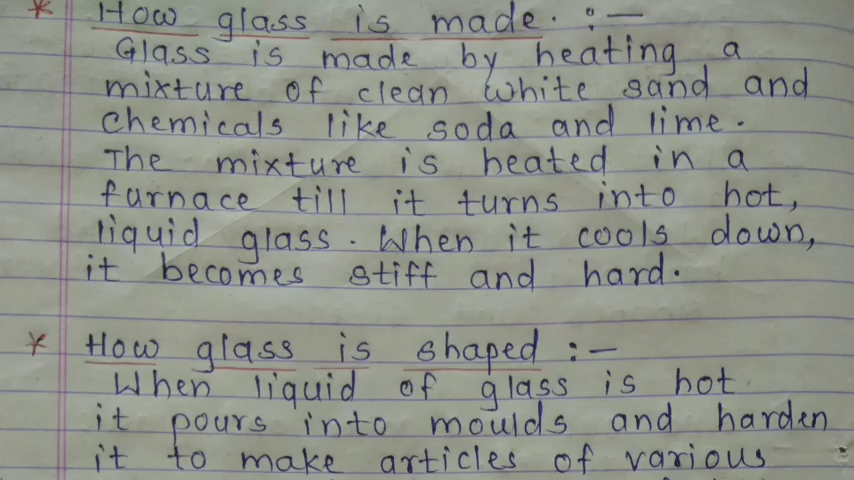 * How glass is made. :-
Glass is made by heating a
mixture of clean white sand and
chemicals like soda and lime.
The mixture is heated in a
furnace till it turns into hot,
liquid glass. When it cools down,
it becomes stiff and hard.
* How glass is shaped :-
When liquid of glass is hot
it pours into moulds and harden
it to make articles of various